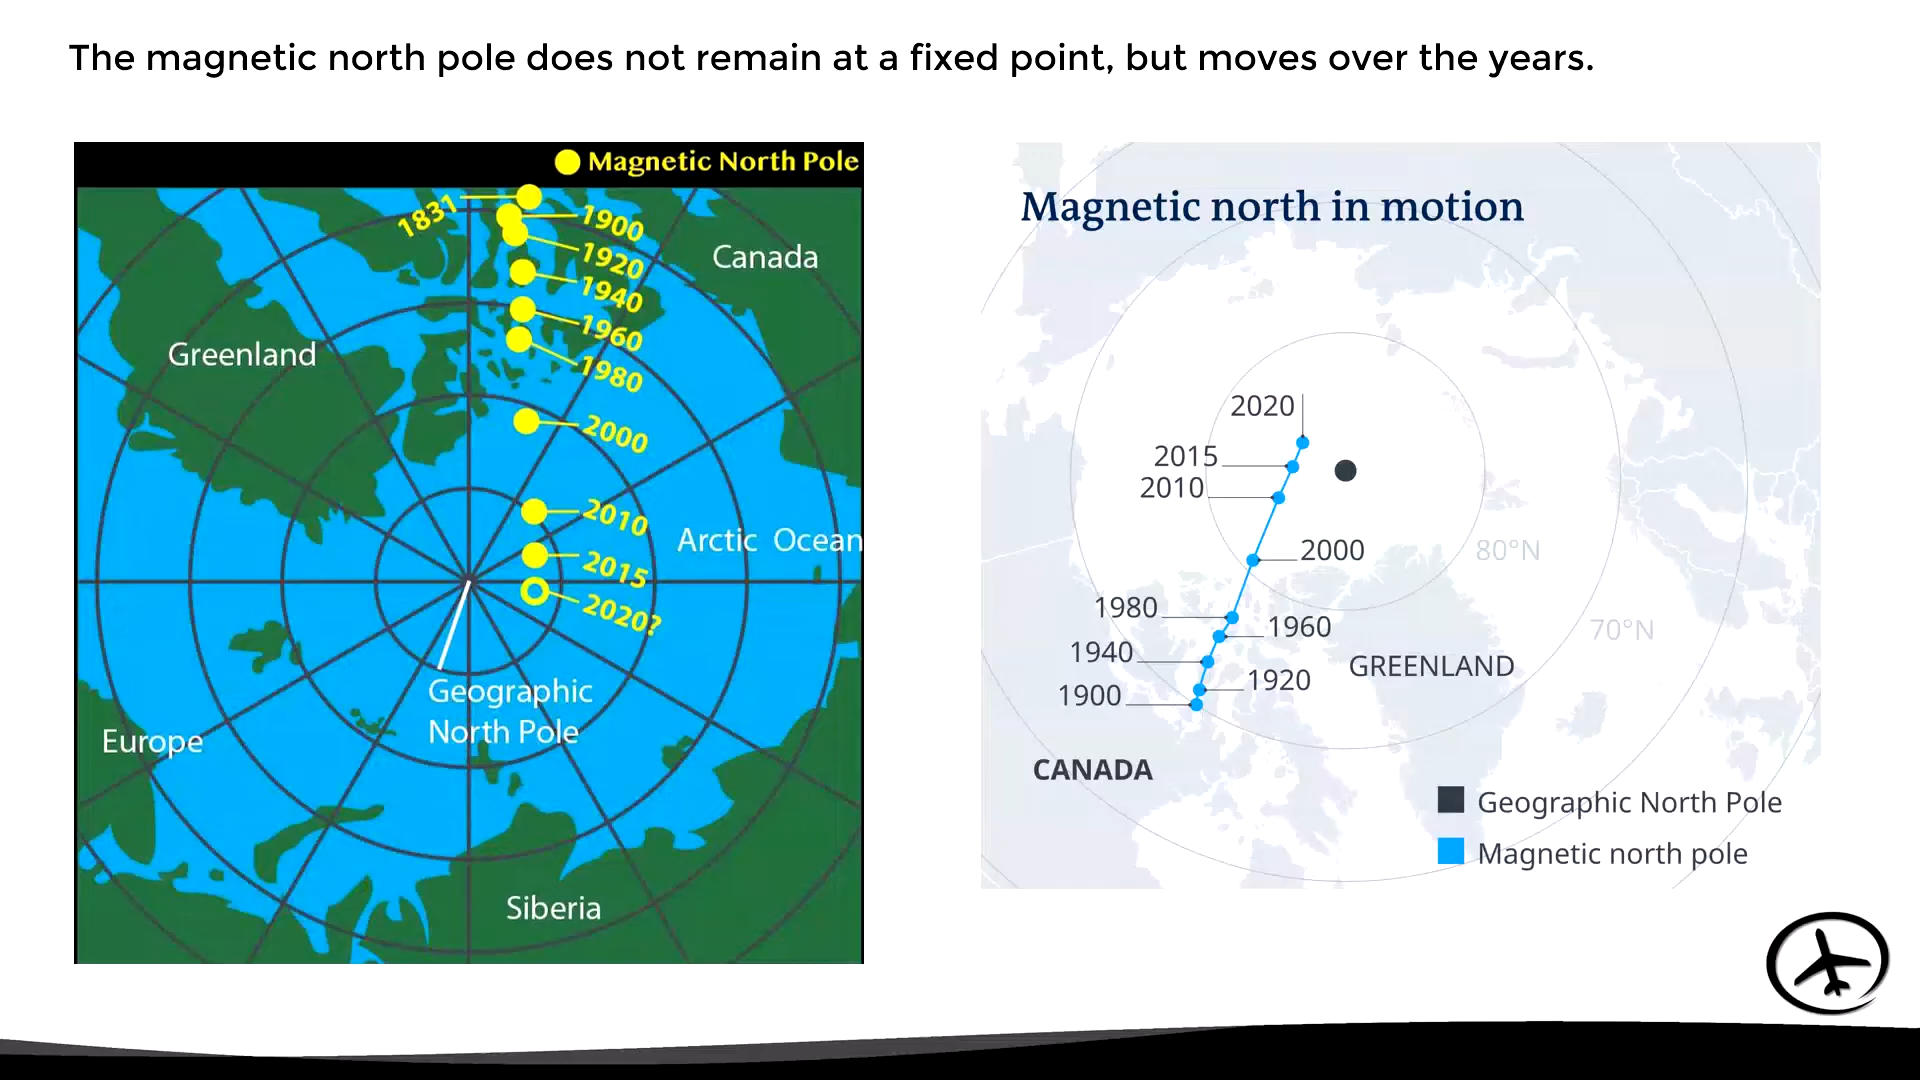 The magnetic north pole does not remain at a fixed point, but moves over the years.
Magnetic North Pole
1831
1900
1920
1940
1960
1980
2000
2010
2015
2020?
Canada
Greenland
Arctic Ocean
Geographic
North Pole
Europe
Siberia
Magnetic north in motion
2020
2015
2010
2000
80°N
1980
1960
70°N
1940
GREENLAND
1920
1900
CANADA
Geographic North Pole
Magnetic north pole